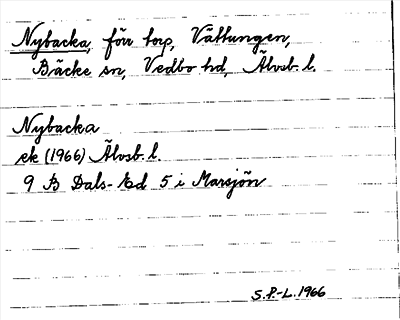 Nybacka, förr torp, Vättungen,
Bäcke sn, Vedbo hd, Älvsb. l.
Nybacka
ek (1966) Älvsb. l.
9 B Dals-Ed 5 i Marsjön
S.P.-L. 1966